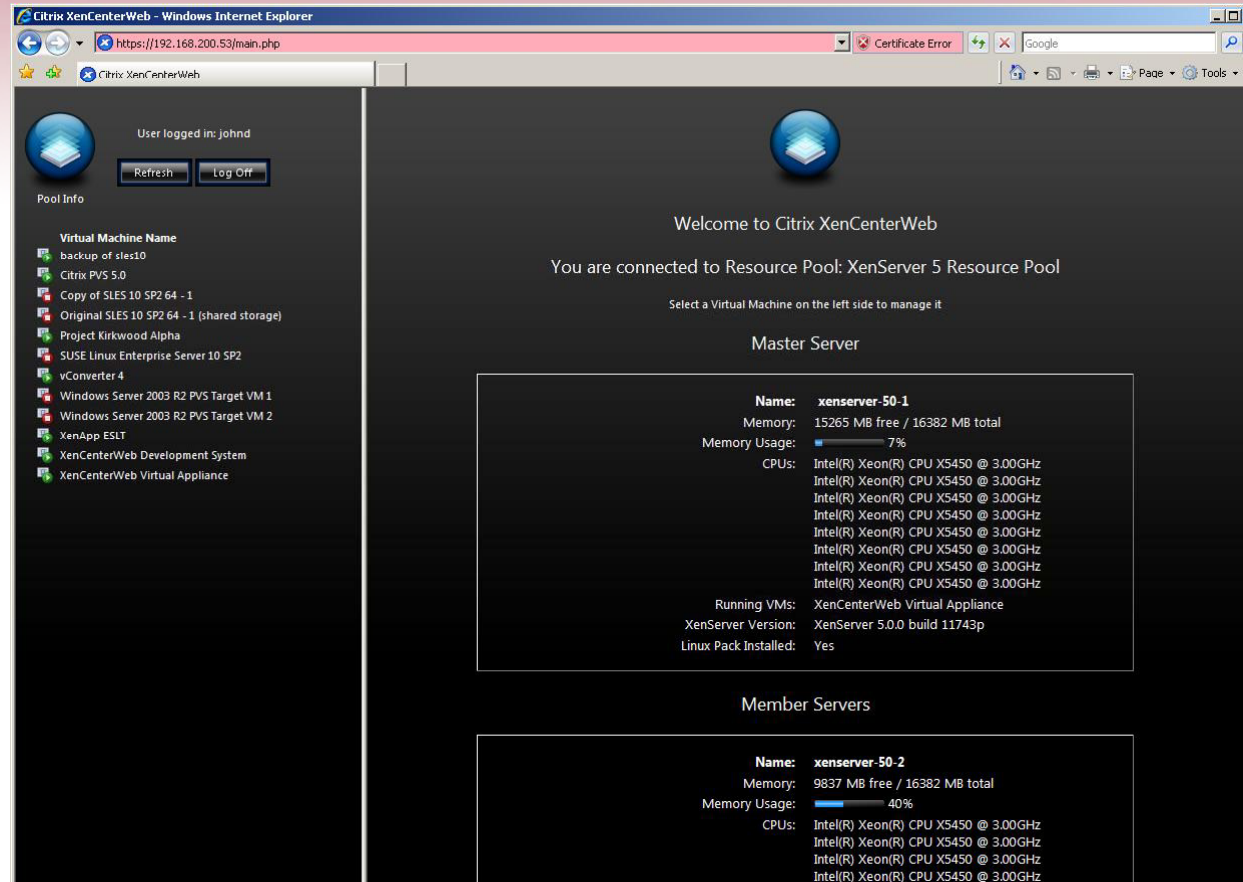 Citrix XenCenterWeb - Windows Internet Explorer
https://192.168.200.53/main.php
Certificate Error
Google
Citrix XenCenterWeb
Page
Tools
User logged in: johnd
Refresh
Log Off
Pool Info
Virtual Machine Name
backup of sles10
Citrix PVS 5.0
Copy of SLES 10 SP2 64 - 1
Original SLES 10 SP2 64 - 1 (shared storage)
Project Kirkwood Alpha
SUSE Linux Enterprise Server 10 SP2
vConverter 4
Windows Server 2003 R2 PVS Target VM 1
Windows Server 2003 R2 PVS Target VM 2
XenApp ESLT
XenCenterWeb Development System
XenCenterWeb Virtual Appliance
Welcome to Citrix XenCenterWeb
You are connected to Resource Pool: XenServer 5 Resource Pool
Select a Virtual Machine on the left side to manage it
Master Server
Name: xenserver-50-1
Memory: 15265 MB free / 16382 MB total
Memory Usage: 7%
CPUs: Intel(R) Xeon(R) CPU X5450 @ 3.00GHz
Intel(R) Xeon(R) CPU X5450 @ 3.00GHz
Intel(R) Xeon(R) CPU X5450 @ 3.00GHz
Intel(R) Xeon(R) CPU X5450 @ 3.00GHz
Intel(R) Xeon(R) CPU X5450 @ 3.00GHz
Intel(R) Xeon(R) CPU X5450 @ 3.00GHz
Intel(R) Xeon(R) CPU X5450 @ 3.00GHz
Intel(R) Xeon(R) CPU X5450 @ 3.00GHz
Running VMs: XenCenterWeb Virtual Appliance
XenServer Version: XenServer 5.0.0 build 11743p
Linux Pack Installed: Yes
Member Servers
Name: xenserver-50-2
Memory: 9837 MB free / 16382 MB total
Memory Usage: 40%
CPUs: Intel(R) Xeon(R) CPU X5450 @ 3.00GHz
Intel(R) Xeon(R) CPU X5450 @ 3.00GHz
Intel(R) Xeon(R) CPU X5450 @ 3.00GHz
Intel(R) Xeon(R) CPU X5450 @ 3.00GHz